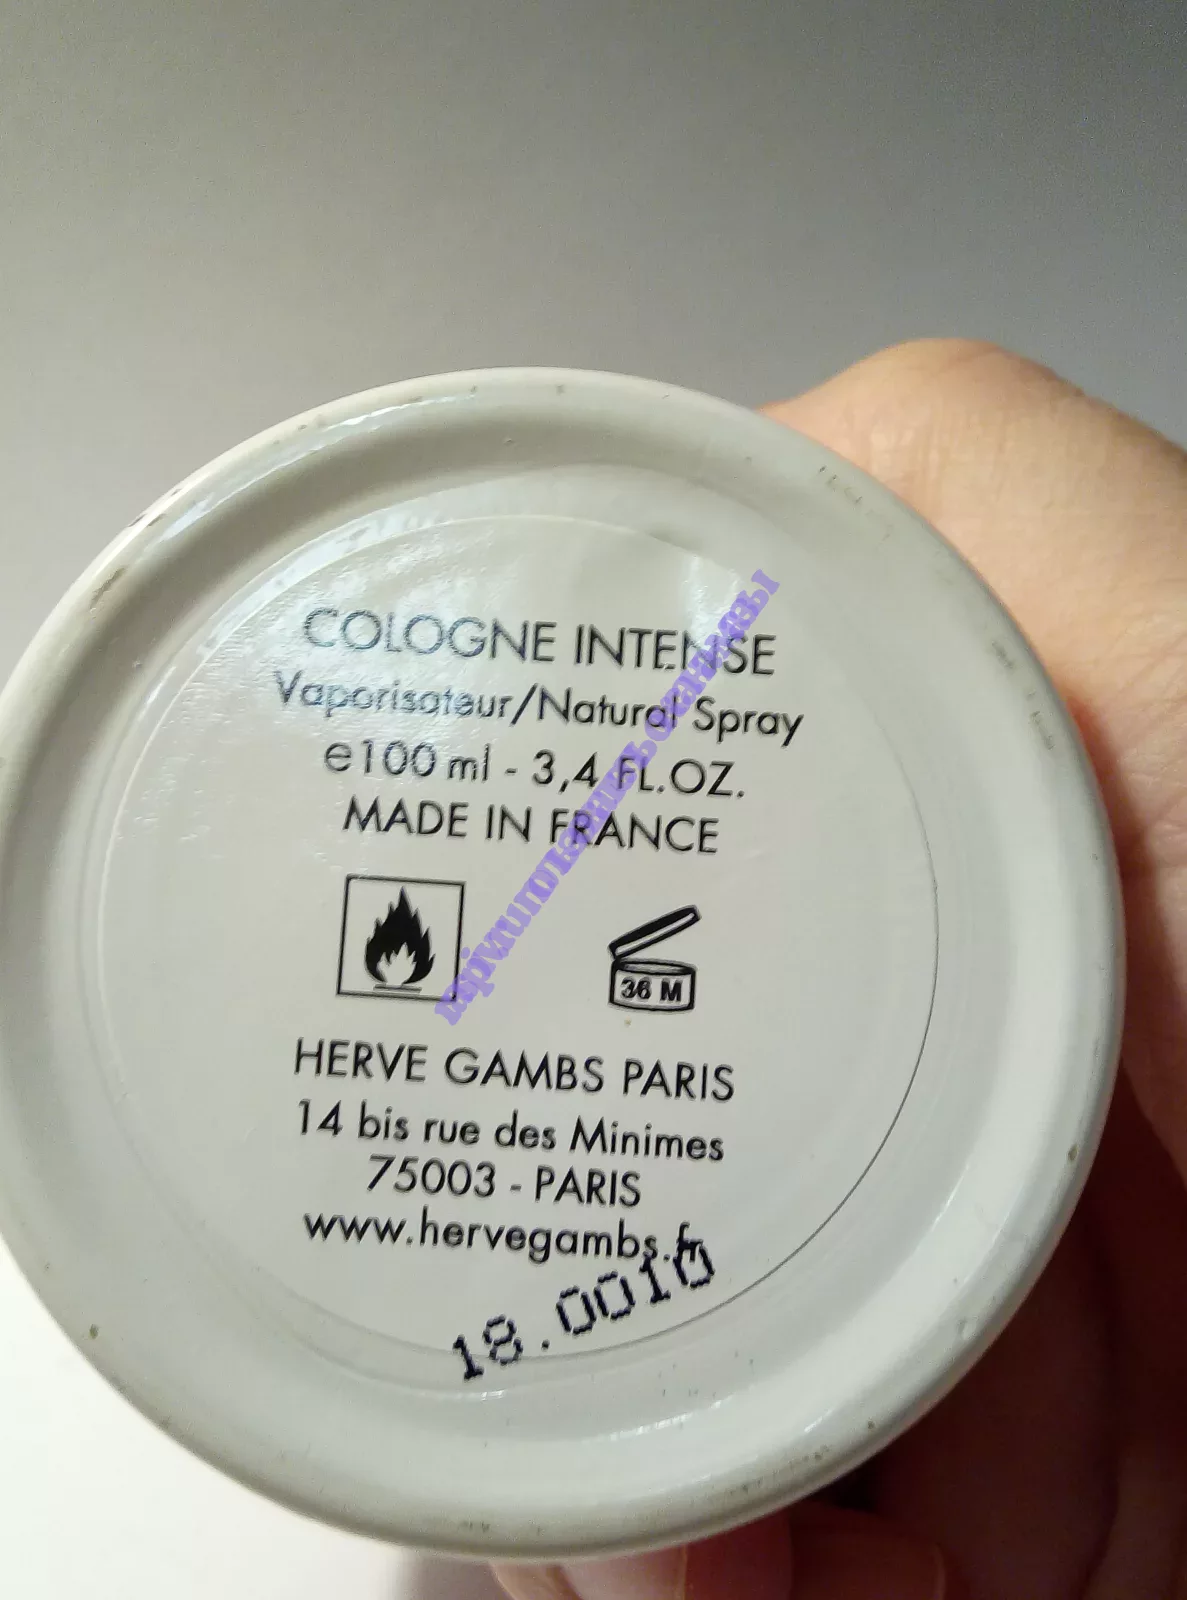 COLOGNE INTENSE
Vaporisateur/Natural Spray
e100 ml - 3,4 FL.OZ.
MADE IN FRANCE
36 M
HERVE GAMBS PARIS
14 bis rue des Minimes
75003 - PARIS
www.hervegambs.fr
18.0010